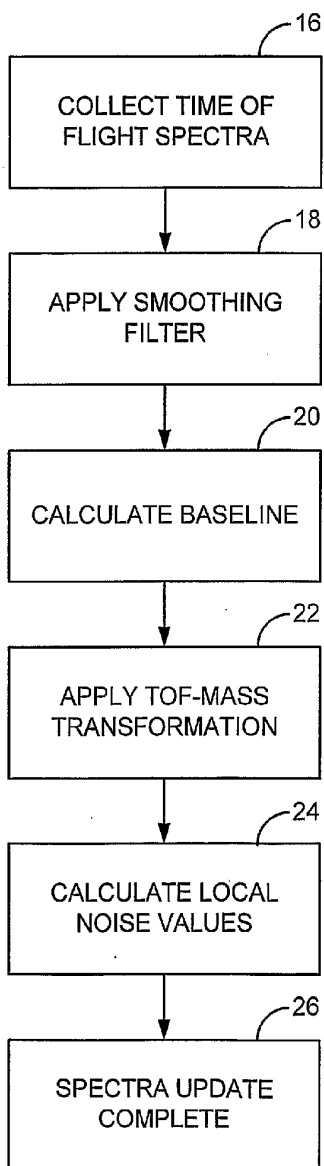 16
COLLECT TIME OF
FLIGHT SPECTRA
18
APPLY SMOOTHING
FILTER
20
CALCULATE BASELINE
22
APPLY TOF-MASS
TRANSFORMATION
24
CALCULATE LOCAL
NOISE VALUES
26
SPECTRA UPDATE
COMPLETE